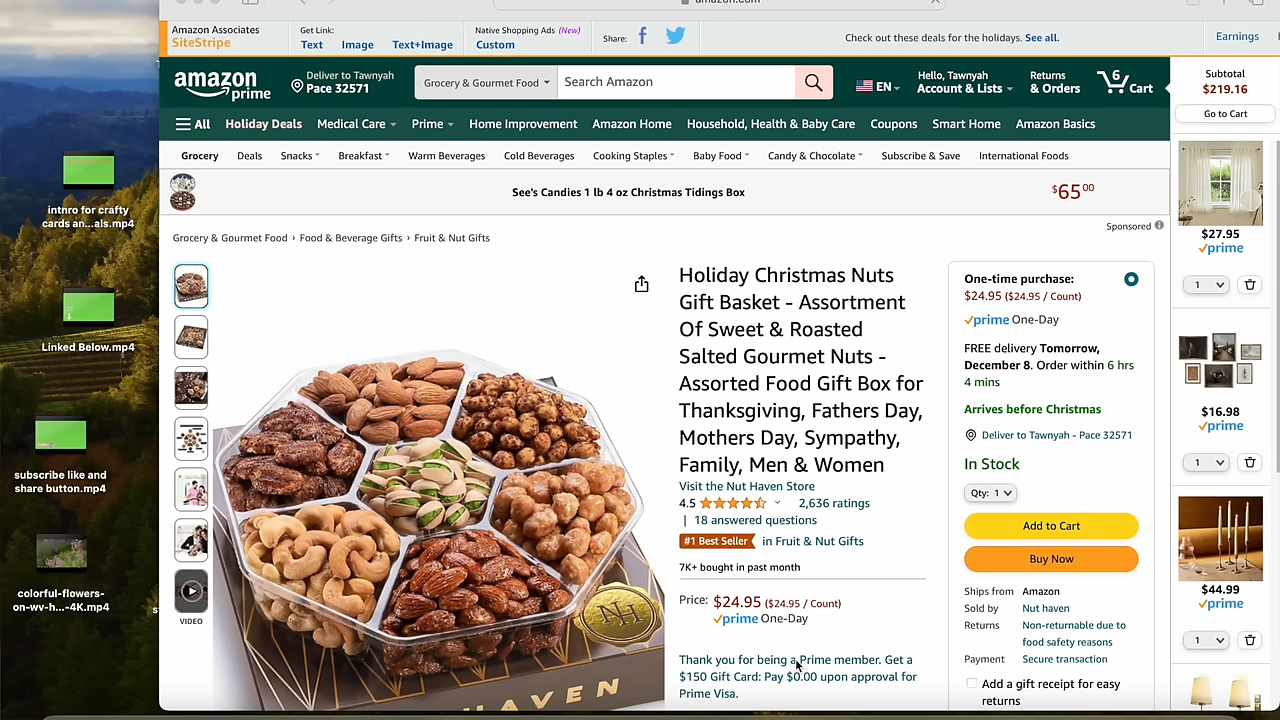 amazon.com
Amazon Associates
SiteStripe
Get Link:
Text Image Text+Image
Native Shopping Ads (New)
Custom
Share:
Check out these deals for the holidays. See all.
Earnings
amazon prime
Deliver to Tawnyah
Pace 32571
Grocery & Gourmet Food
Search Amazon
EN
Hello, Tawnyah
Account & Lists
Returns
& Orders
6
Cart
Subtotal
$219.16
Go to Cart
All Holiday Deals Medical Care Prime Home Improvement Amazon Home Household, Health & Baby Care Coupons Smart Home Amazon Basics
Grocery Deals Snacks Breakfast Warm Beverages Cold Beverages Cooking Staples Baby Food Candy & Chocolate Subscribe & Save International Foods
See's Candies 1 lb 4 oz Christmas Tidings Box
$65 00
Sponsored
Grocery & Gourmet Food › Food & Beverage Gifts › Fruit & Nut Gifts
VIDEO
NH
HAVEN
Holiday Christmas Nuts
Gift Basket - Assortment
Of Sweet & Roasted
Salted Gourmet Nuts -
Assorted Food Gift Box for
Thanksgiving, Fathers Day,
Mothers Day, Sympathy,
Family, Men & Women
Visit the Nut Haven Store
4.5 2,636 ratings
| 18 answered questions
#1 Best Seller in Fruit & Nut Gifts
7K+ bought in past month
Price: $24.95 ($24.95 / Count)
prime One-Day
Thank you for being a Prime member. Get a
$150 Gift Card: Pay $0.00 upon approval for
Prime Visa.
One-time purchase:
$24.95 ($24.95 / Count)
prime One-Day
FREE delivery Tomorrow,
December 8. Order within 6 hrs
4 mins
Arrives before Christmas
Deliver to Tawnyah - Pace 32571
In Stock
Qty: 1
Add to Cart
Buy Now
Ships from Amazon
Sold by Nut haven
Returns Non-returnable due to
food safety reasons
Payment Secure transaction
Add a gift receipt for easy
returns
$27.95
prime
1
$16.98
prime
1
$44.99
prime
1
intnro for crafty
cards an...als.mp4
Linked Below.mp4
subscribe like and
share button.mp4
colorful-flowers-
on-wv-h...-4K.mp4